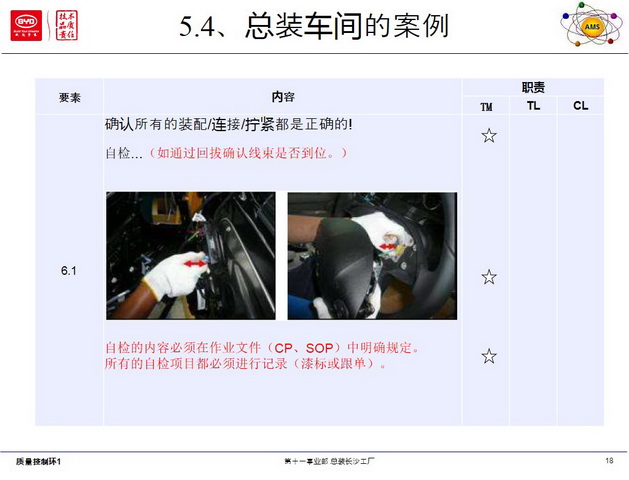 BYD
技术
品质
责任
5.4、总装车间的案例
AMS
要素
内容
职责
TM
TL
CL
确认所有的装配/连接/拧紧都是正确的!
☆
自检…（如通过回拔确认线束是否到位。）
6.1
☆
自检的内容必须在作业文件（CP、SOP）中明确规定。
所有的自检项目都必须进行记录（漆标或跟单）。
☆
质量控制环1
第十一事业部 总装长沙工厂
18